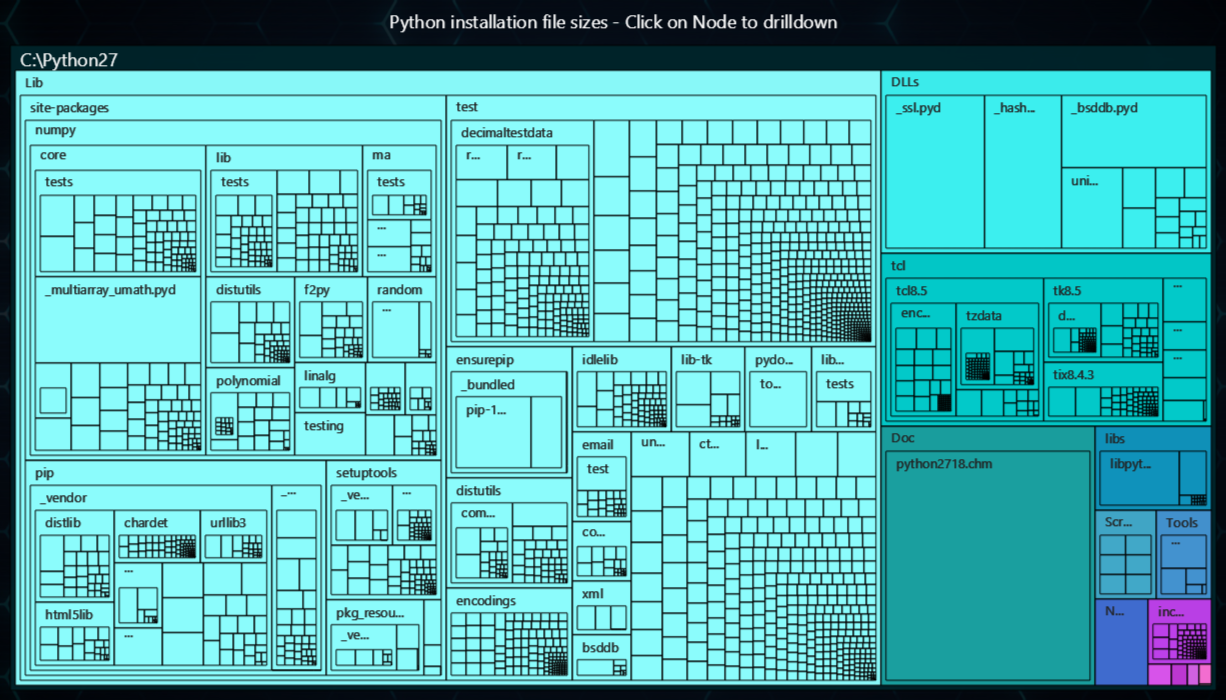 Python installation file sizes - Click on Node to drilldown
C:\Python27
Lib
site-packages
numpy
core
tests
lib
tests
ma
tests
...
...
_multiarray_umath.pyd
distutils
f2py
random
...
polynomial
linalg
testing
pip
_vendor
distlib
chardet
urllib3
...
html5lib
...
_...
setuptools
_ve...
...
pkg_resou...
_ve...
test
decimaltestdata
r...
r...
ensurepip
_bundled
pip-1...
distutils
com...
encodings
idlelib
lib-tk
pydo...
to...
lib...
tests
email
test
co...
xml
bsddb
un...
ct...
l...
DLLs
_ssl.pyd
_hash...
_bsddb.pyd
uni...
tcl
tcl8.5
enc...
tzdata
tk8.5
d...
tix8.4.3
...
...
...
Doc
python2718.chm
libs
libpyt...
Scr...
Tools
...
N...
inc...